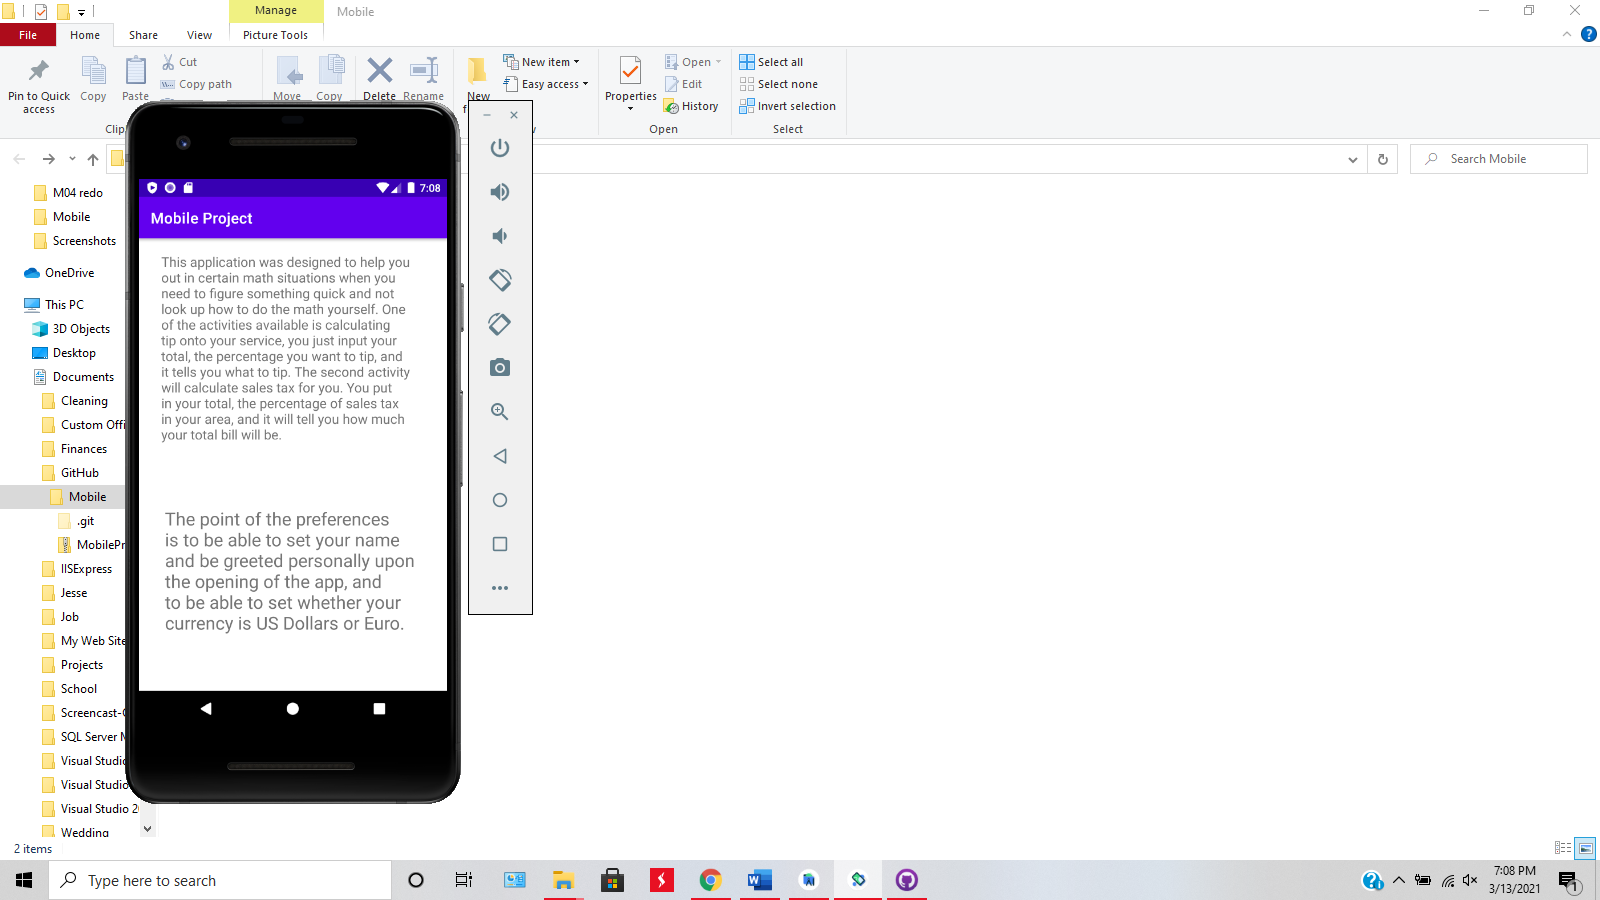 Manage
Mobile
File
Home
Share
View
Picture Tools
Pin to Quick access
Copy
Paste
Cut
Copy path
Move
Copy
Delete
Rename
New
New item
Easy access
Properties
Open
Edit
History
Select all
Select none
Invert selection
Open
Select
Search Mobile
M04 redo
Mobile
Screenshots
OneDrive
This PC
3D Objects
Desktop
Documents
Cleaning
Custom Offi
Finances
GitHub
Mobile
.git
MobilePr
IISExpress
Jesse
Job
My Web Site
Projects
School
Screencast-
SQL Server
Visual Studio
Visual Studio
Visual Studio 2
Wedding
2 items
7:08
Mobile Project
This application was designed to help you
out in certain math situations when you
need to figure something quick and not
look up how to do the math yourself. One
of the activities available is calculating
tip onto your service, you just input your
total, the percentage you want to tip, and
it tells you what to tip. The second activity
will calculate sales tax for you. You put
in your total, the percentage of sales tax
in your area, and it will tell you how much
your total bill will be.
The point of the preferences
is to be able to set your name
and be greeted personally upon
the opening of the app, and
to be able to set whether your
currency is US Dollars or Euro.
Type here to search
7:08 PM
3/13/2021
1